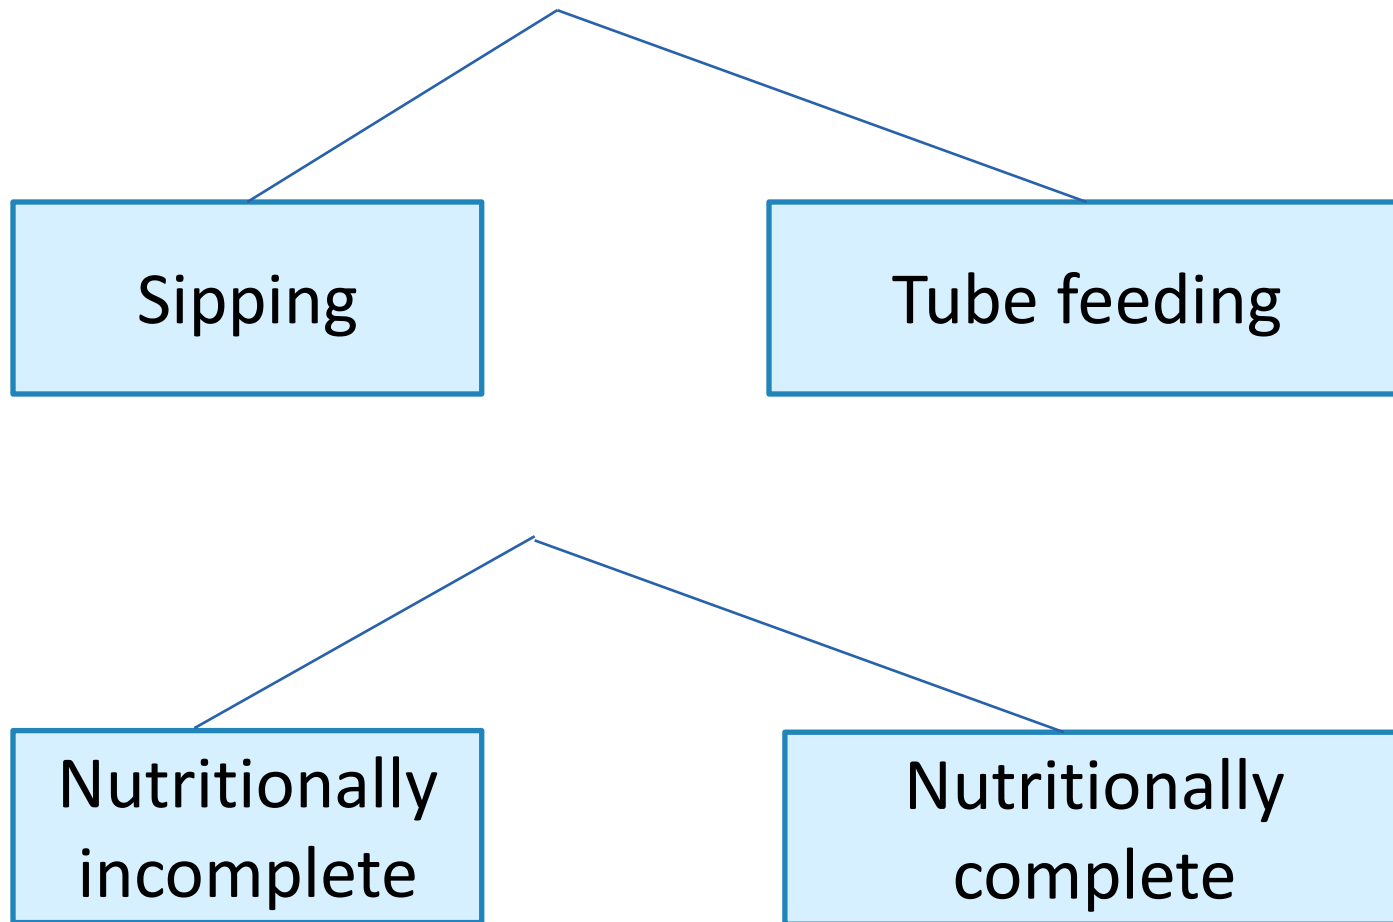 Sipping
Tube feeding
Nutritionally
incomplete
Nutritionally
complete